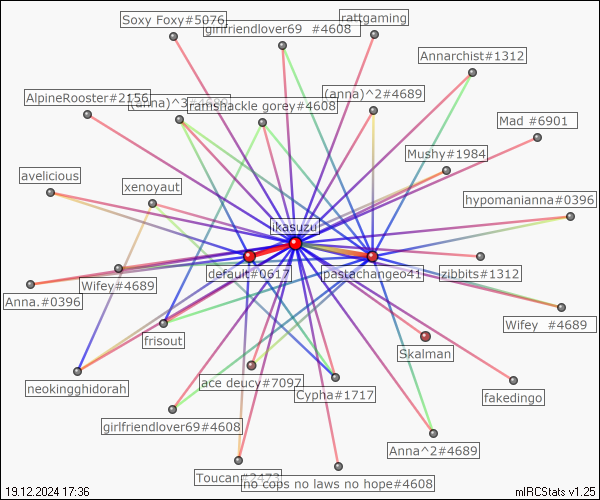 Soxy Foxy#5076
rattgaming
girlfriendlover69 #4608
Annarchist#1312
AlpineRooster#2156
(anna)^3
ramshackle gorey#4608
(anna)^2#4689
Mad #6901
Mushy#1984
avelicious
xenoyaut
hypomanianna#0396
ikasuzu
default#0617
pastachangeo41
zibbits#1312
Wifey#4689
Anna.#0396
Wifey #4689
frisout
Skalman
neokingghidorah
ace deucy#7097
Cypha#1717
fakedingo
girlfriendlover69#4608
Anna^2#4689
Toucan#2473
no cops no laws no hope#4608
19.12.2024 17:36
mIRCStats v1.25